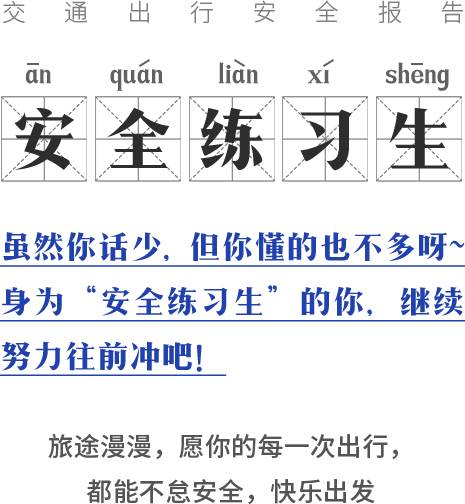 交通出行安全报告
ān quán liàn xí shēng
安全练习生
虽然你话少，但你懂的也不多呀~
身为“安全练习生”的你，继续
努力往前冲吧！
旅途漫漫，愿你的每一次出行，
都能不怠安全，快乐出发